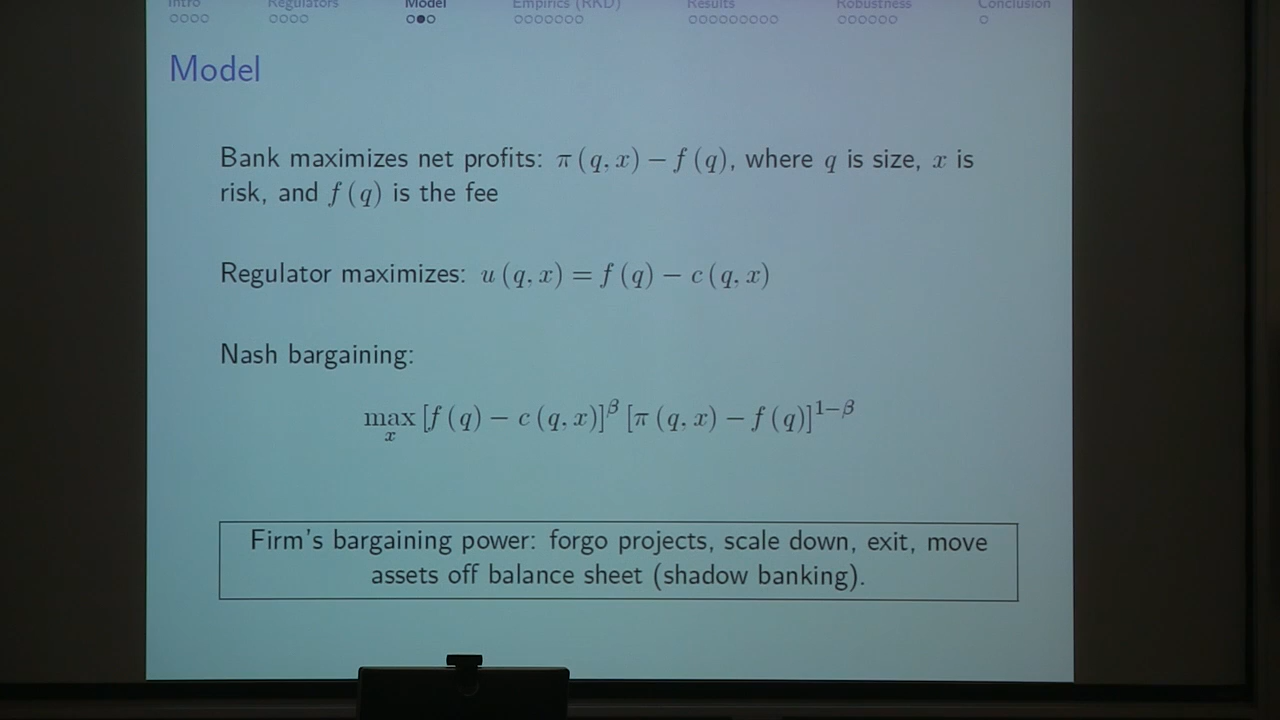 Intro Regulators Model Empirics (RKD) Results Robustness Conclusion
Model
Bank maximizes net profits: π(q, x) − f(q), where q is size, x is
risk, and f(q) is the fee
Regulator maximizes: u(q, x) = f(q) − c(q, x)
Nash bargaining:
max [f(q) − c(q, x)]^β [π(q, x) − f(q)]^{1−β}
x
Firm's bargaining power: forgo projects, scale down, exit, move
assets off balance sheet (shadow banking).